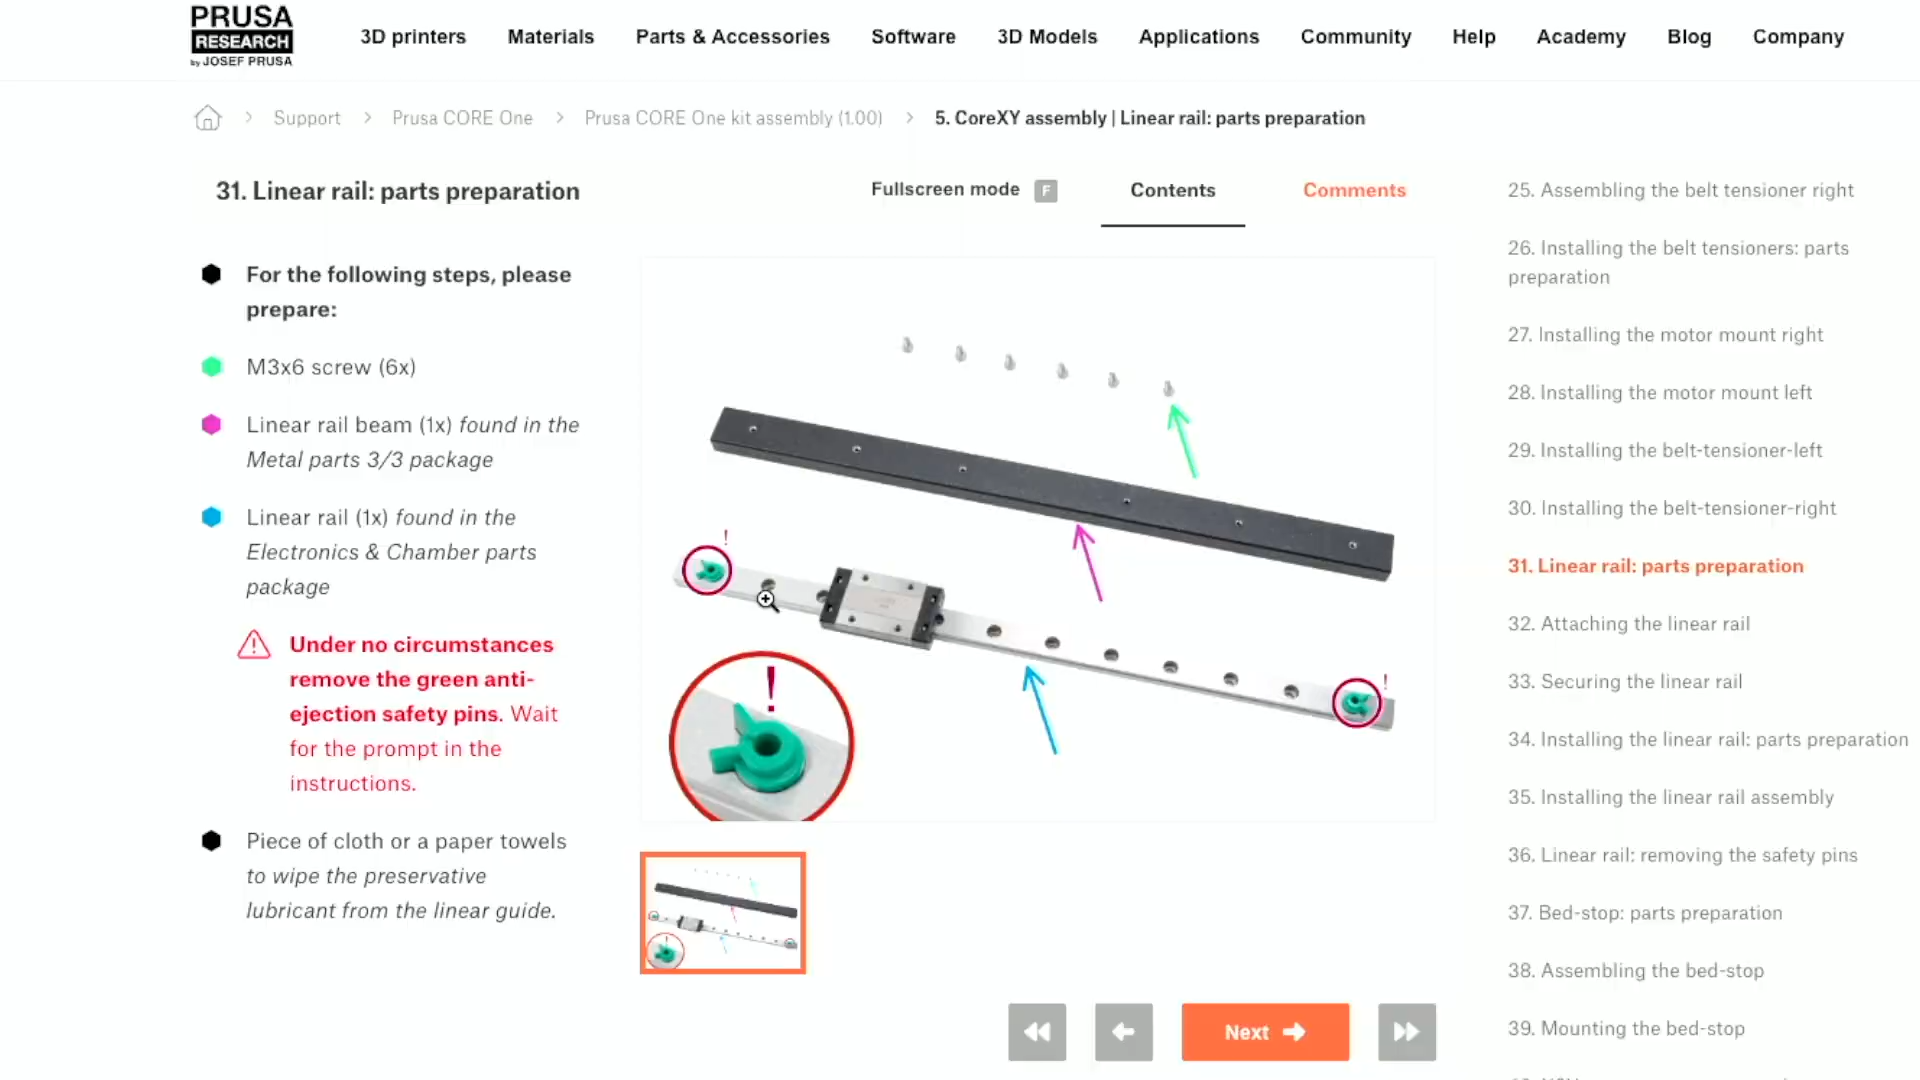 PRUSA
RESEARCH
by JOSEF PRUSA
3D printers Materials Parts & Accessories Software 3D Models Applications Community Help Academy Blog Company
Support > Prusa CORE One > Prusa CORE One kit assembly (1.00) > 5. CoreXY assembly | Linear rail: parts preparation
31. Linear rail: parts preparation
Fullscreen mode F
Contents
Comments
For the following steps, please
prepare:
M3x6 screw (6x)
Linear rail beam (1x) found in the
Metal parts 3/3 package
Linear rail (1x) found in the
Electronics & Chamber parts
package
Under no circumstances
remove the green anti-
ejection safety pins. Wait
for the prompt in the
instructions.
Piece of cloth or a paper towels
to wipe the preservative
lubricant from the linear guide.
!
!
!
Next
25. Assembling the belt tensioner right
26. Installing the belt tensioners: parts
preparation
27. Installing the motor mount right
28. Installing the motor mount left
29. Installing the belt-tensioner-left
30. Installing the belt-tensioner-right
31. Linear rail: parts preparation
32. Attaching the linear rail
33. Securing the linear rail
34. Installing the linear rail: parts preparation
35. Installing the linear rail assembly
36. Linear rail: removing the safety pins
37. Bed-stop: parts preparation
38. Assembling the bed-stop
39. Mounting the bed-stop